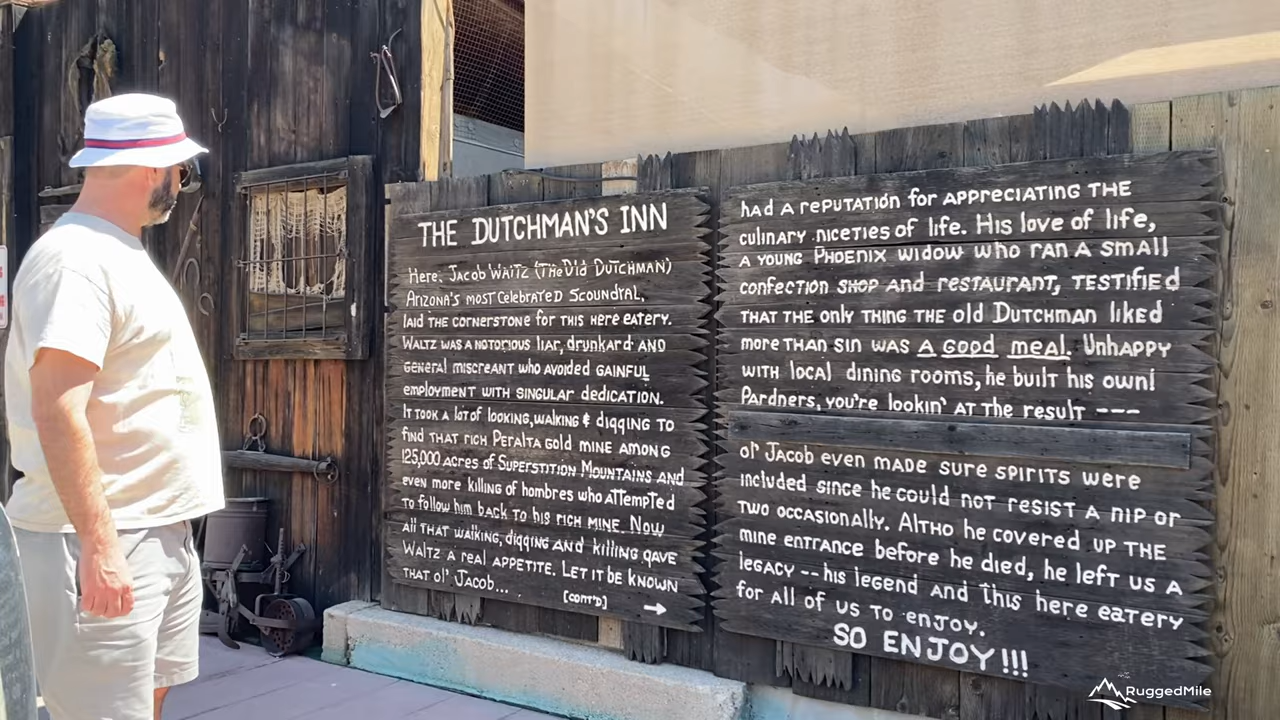 THE DUTCHMAN'S INN
Here, Jacob Waltz (The Old Dutchman)
Arizona's most celebrated scoundral,
laid the cornerstone for this here eatery.
Waltz was a notorious liar, drunkard and
general miscreant who avoided gainful
employment with singular dedication.
It took a lot of looking, walking & digging to
find that rich Peralta gold mine among
125,000 acres of Superstition Mountains and
even more killing of hombres who attempted
to follow him back to his rich mine. Now
all that walking, digging and killing gave
Waltz a real appetite. Let it be known
that ol' Jacob...
[CONT'D] →
had a reputation for appreciating the
culinary niceties of life. His love of life,
a young Phoenix widow who ran a small
confection shop and restaurant, testified
that the only thing the old Dutchman liked
more than sin was a good meal. Unhappy
with local dining rooms, he built his own!
Pardners, you're lookin' at the result ---
ol' Jacob even made sure spirits were
included since he could not resist a nip or
two occasionally. Altho he covered up the
mine entrance before he died, he left us a
legacy -- his legend and this here eatery
for all of us to enjoy.
SO ENJOY!!!
RuggedMile